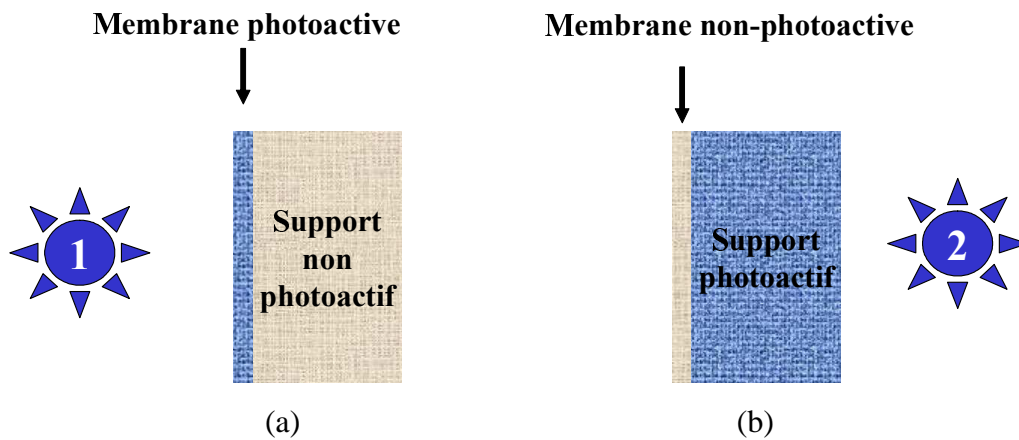 Membrane photoactive
Membrane non-photoactive
1
Support
non
photoactif
Support
photoactif
2
(a)
(b)